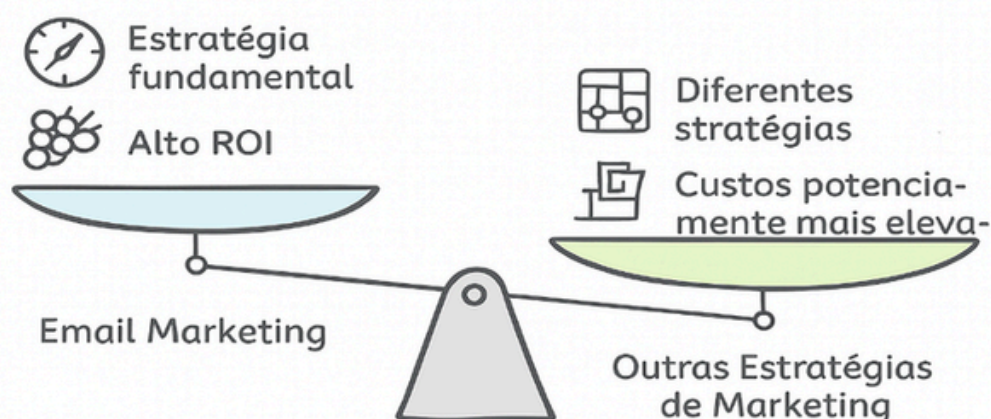 Estratégia
fundamental
Alto ROI
Email Marketing
Diferentes
stratégias
Custos potencia-
mente mais eleva-
Outras Estratégias
de Marketing